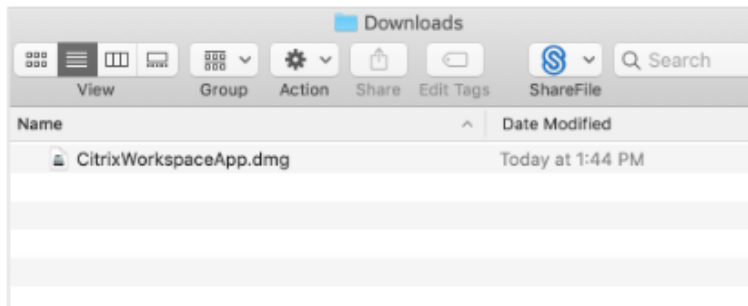 Downloads
Search
View Group Action Share Edit Tags ShareFile
Name Date Modified
CitrixWorkspaceApp.dmg Today at 1:44 PM